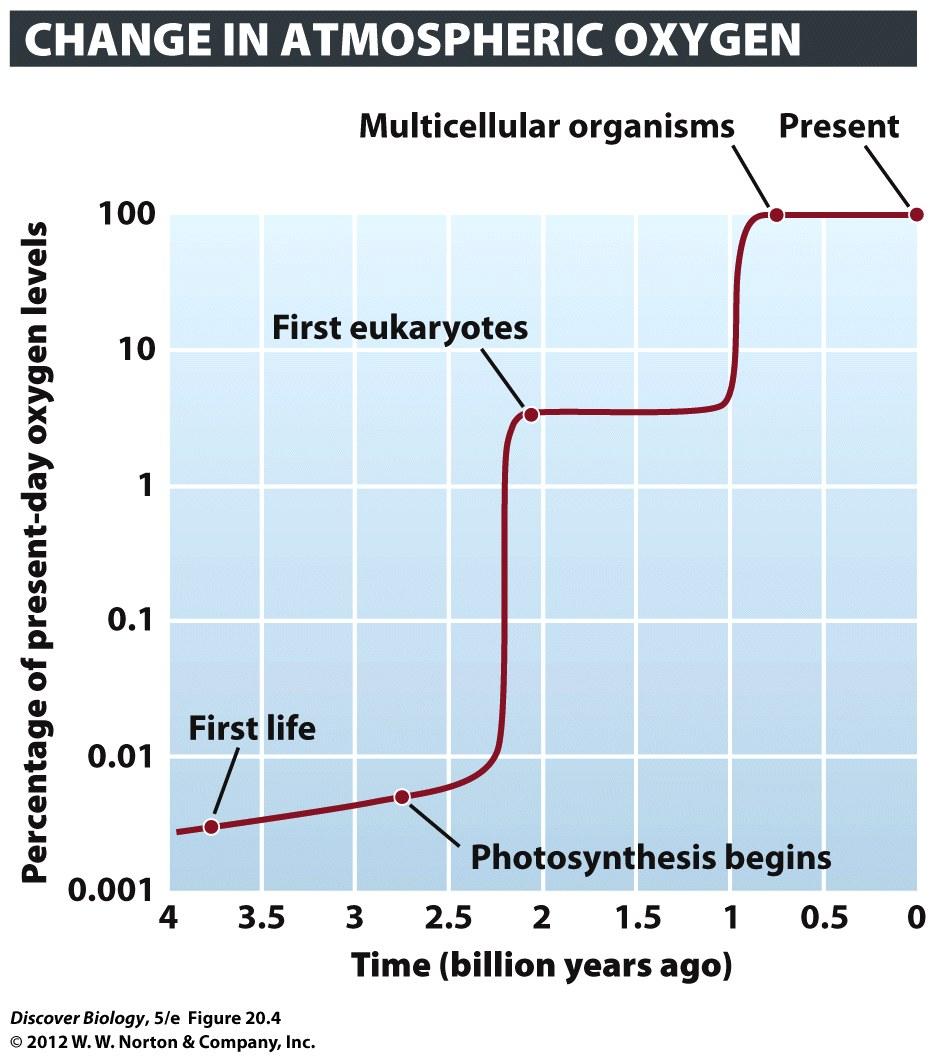 CHANGE IN ATMOSPHERIC OXYGEN
Multicellular organisms
Present
Percentage of present-day oxygen levels
100
First eukaryotes
10
1
0.1
First life
0.01
Photosynthesis begins
0.001
4 3.5 3 2.5 2 1.5 1 0.5 0
Time (billion years ago)
Discover Biology, 5/e Figure 20.4
© 2012 W. W. Norton & Company, Inc.